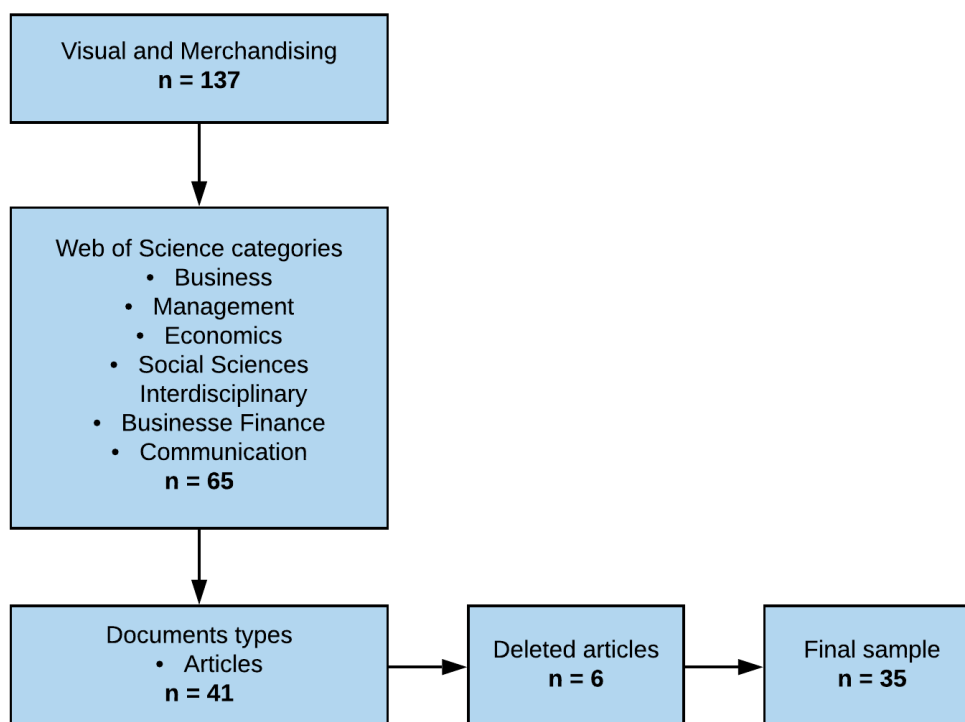 Visual and Merchandising
n = 137
Web of Science categories
• Business
• Management
• Economics
• Social Sciences
Interdisciplinary
• Businesse Finance
• Communication
n = 65
Documents types
• Articles
n = 41
Deleted articles
n = 6
Final sample
n = 35